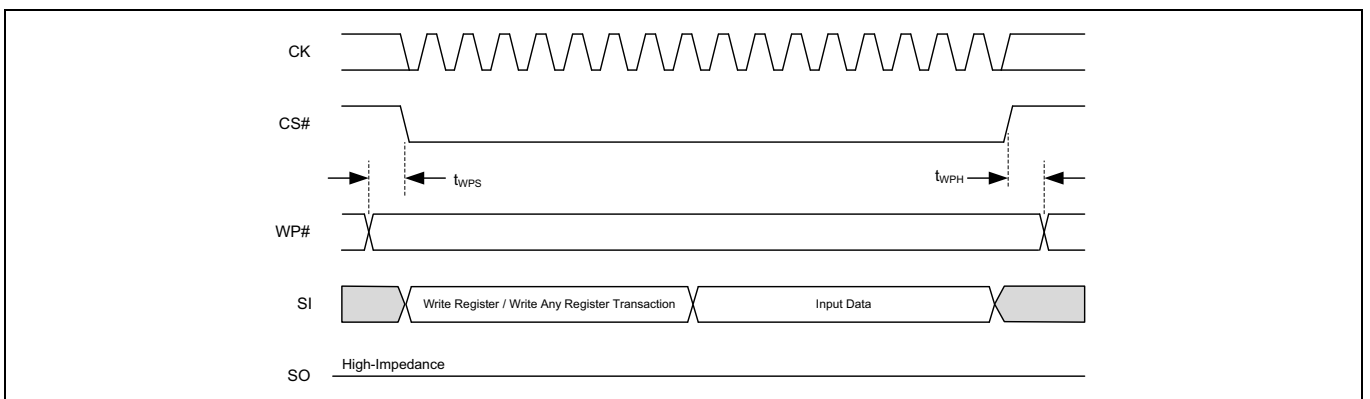 CK
CS#
tWPS
tWPH
WP#
SI
Write Register / Write Any Register Transaction
Input Data
High-Impedance
SO